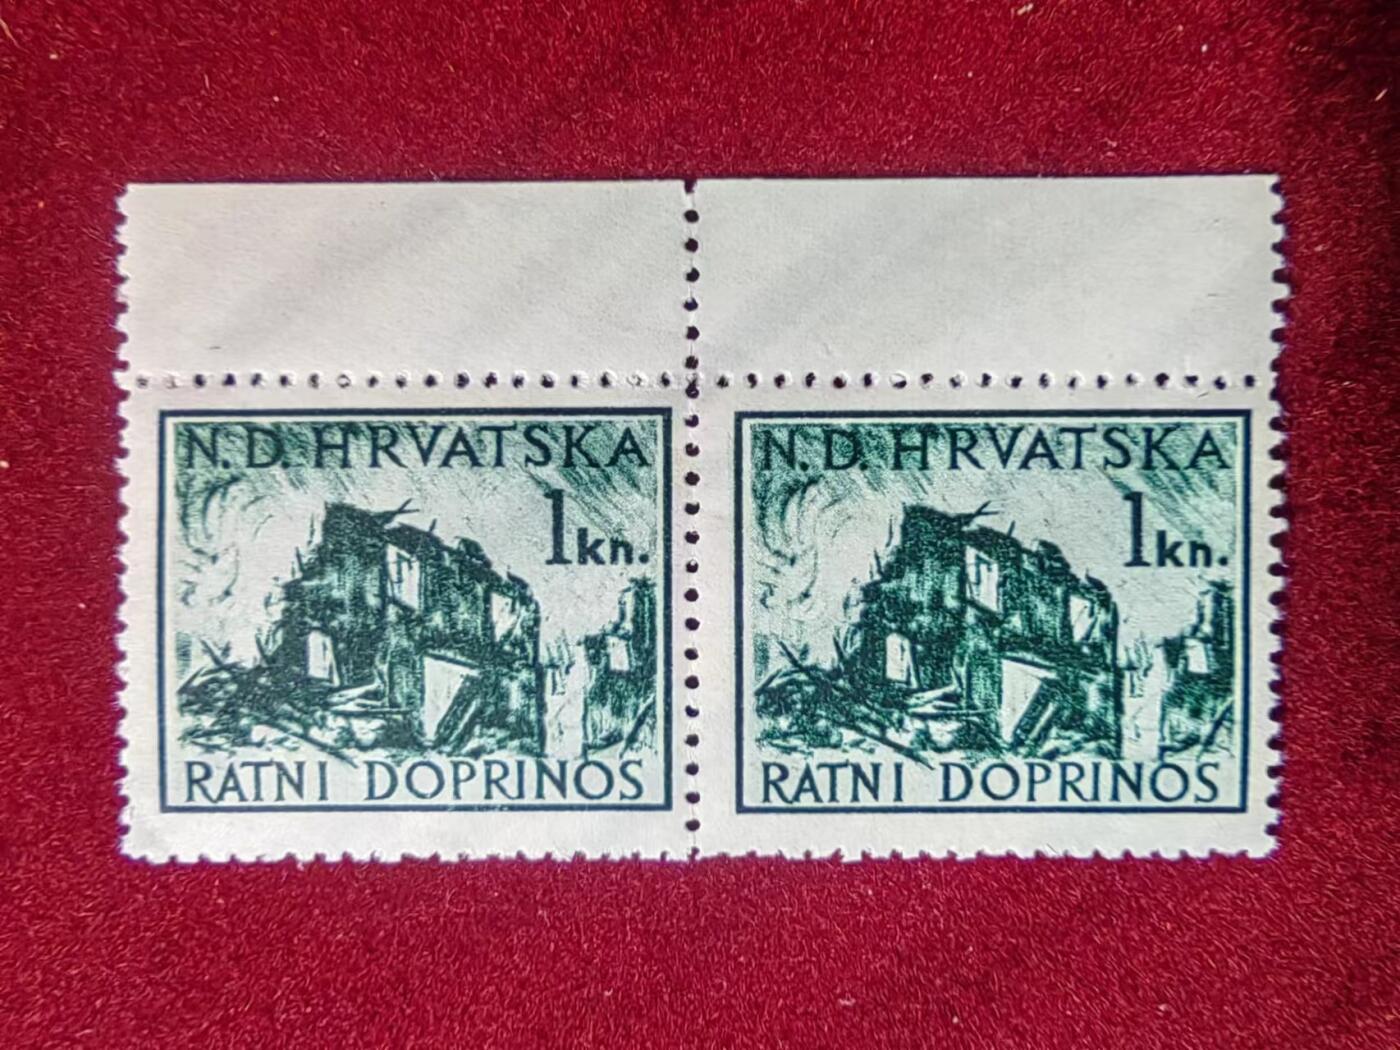 N. D. HRVATSKA
1 kn.
RATNI DOPRINOS
N. D. HRVATSKA
1 kn.
RATNI DOPRINOS